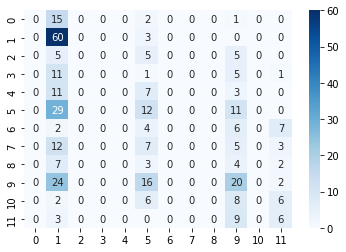 0 0 15 0 0 0 2 0 0 0 1 0 0
1 0 60 0 0 0 3 0 0 0 0 0 0
2 0 5 0 0 0 5 0 0 0 5 0 0
3 0 11 0 0 0 1 0 0 0 5 0 1
4 0 11 0 0 0 7 0 0 0 3 0 0
5 0 29 0 0 0 12 0 0 0 11 0 0
6 0 2 0 0 0 4 0 0 0 6 0 7
7 0 12 0 0 0 7 0 0 0 5 0 3
8 0 7 0 0 0 3 0 0 0 4 0 2
9 0 24 0 0 0 16 0 0 0 20 0 2
10 0 2 0 0 0 6 0 0 0 8 0 6
11 0 3 0 0 0 0 0 0 0 9 0 6
0 1 2 3 4 5 6 7 8 9 10 11
60
50
40
30
20
10
0